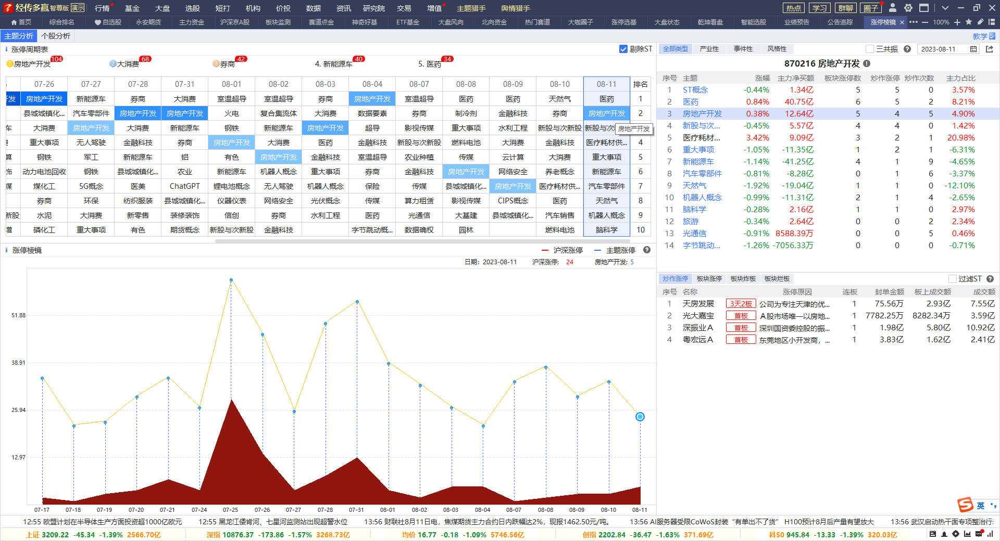 经传多赢 智尊版 演示 行情 基金 大盘 选股 短打 机构 价投 数据 资讯 研究院 交易 增值 主题猎手 舆情猎手 热点 学习 群聊 圈子
首页 综合排名 自选股 永安期货 主力资金 沪深京A股 板块监测 赛道点金 神奇好基 ETF基金 大盘风向 北向资金 热门赛道 大咖圈子 涨停选基 大盘状态 乾坤看盘 智能选股 业绩预告 公告追踪 涨停棱镜 100%
主题分析 个股分析 教学
涨停周期表 剔除ST
1 房地产开发 104 2 大消费 68 3 券商 42 4. 新能源车 40 5. 医药 34
07-26 07-27 07-28 07-31 08-01 08-02 08-03 08-04 08-07 08-08 08-09 08-10 08-11 排名
房地产开发 新能源车 券商 大消费 室温超导 室温超导 券商 房地产开发 室温超导 医药 医药 天然气 医药 1
县城城镇化... 汽车零部件 房地产开发 房地产开发 火电 复合集流体 大消费 数据要素 券商 制冷剂 金融科技 券商 房地产开发 2
车 大消费 房地产开发 大消费 新能源车 钢铁 新能源车 房地产开发 超导 影视传媒 重大事项 水利工程 新股与次新股 新股与次新 房地产开发
重大事项 无人驾驶 金融科技 券商 房地产开发 大消费 医药 金融科技 新股与次新股 燃料电池 大消费 金融科技 医疗耗材供... 4
算 钢铁 军工 新能源车 铝 有色 房地产开发 金融科技 室温超导 农业种植 传媒 云计算 大消费 重大事项 5
饰 动力电池回收 钢铁 县城城镇化... 农业 新能源车 机器人概念 重大事项 券商 金融科技 房地产开发 网络安全 养老概念 新能源车 6
媒 煤化工 5G概念 医美 ChatGPT 锂电池概念 无人驾驶 机器人概念 保险 传媒 县城城镇化... 房地产开发 医疗耗材供... 汽车零部件 7
券商 环保 纺织服装 县城城镇化... 仪器仪表 网络安全 光伏概念 传媒 算力租赁 影视传媒 CIPS概念 医药 天然气 8
新股 水泥 大消费 新零售 装修装饰 信创 券商 水利工程 医药 光通信 大基建 县城城镇化... 汽车销售 机器人概念 9
增 磷化工 重大事项 有色 期货概念 新股与次新股 金融科技 字节跳动概... 数据确权 园林 燃料电池 脑科学 10
涨停棱镜 沪深涨停 主题涨停
日期: 2023-08-11 沪深涨停: 24 房地产开发: 5
51.88
38.91
25.94
12.97
07-17 07-18 07-19 07-20 07-21 07-24 07-25 07-26 07-27 07-28 07-31 08-01 08-02 08-03 08-04 08-07 08-08 08-09 08-10 08-11
全部类型 产业性 事件性 风格性 三共振 2023-08-11
870216 房地产开发
序号 主题 涨幅 主力净买额 板块涨停数 炒作涨停 炒作次数 主力占比
1 ST概念 -0.44% 1.34亿 5 5 0 3.57%
2 医药 0.84% 40.75亿 6 5 2 8.21%
3 房地产开发 0.38% 12.64亿 5 4 5 4.90%
4 新股与次... -0.45% 5.57亿 4 4 0 1.42%
5 医疗耗材... 3.42% 9.09亿 3 2 1 20.98%
6 重大事项 -1.05% -11.35亿 1 2 1 -6.31%
7 新能源车 -1.14% -41.25亿 4 1 9 -4.65%
8 汽车零部件 -0.81% -8.28亿 0 1 6 -3.37%
9 天然气 -1.92% -19.04亿 1 1 0 -12.10%
10 机器人概念 -0.99% -11.31亿 2 1 4 -2.65%
11 脑科学 -0.28% 2.16亿 1 1 0 2.97%
12 旅游 -0.34% 2.64亿 0 0 2 2.34%
13 光通信 -0.91% 8588.39万 0 0 5 0.46%
14 字节跳动... -1.26% -7056.33万 0 0 0 -0.71%
炒作涨停 板块涨停 板块炸板 板块烂板 过滤ST
序号 名称 涨停原因 连板 封单金额 板上成交额 成交额
1 天房发展 3天2板 公司为专注天津的优... 1 75.56万 2.93亿 7.55亿
2 光大嘉宝 首板 A股市场唯一以房地... 1 7782.25万 8282.34万 3.59亿
3 深振业A 首板 深圳国资委控股的振... 1 1.98亿 5.80亿 10.92亿
4 粤宏远A 首板 东莞地区小开发商，... 1 3.83亿 1.62亿 2.41亿
英
12:55 欧盟计划在半导体生产方面投资超1000亿欧元 12:55 黑龙江倭肯河、七星河监测站出现超警水位 13:56 财联社8月11日电，焦煤期货主力合约日内跌幅达2%，现报1462.50元/吨。 13:56 AI服务器受限CoWoS封装“有单出不了货” H100预计8月后产量有望放大 13:56 武汉启动热干面专项整治行
上证 3209.22 -45.34 -1.39% 2566.70亿 深指 10876.37 -173.86 -1.57% 3268.73亿 均价 16.77 -0.18 -1.09% 5746.56亿 创指 2202.84 -36.47 -1.63% 371.69亿 科50 945.84 -13.33 -1.39% 320.03亿